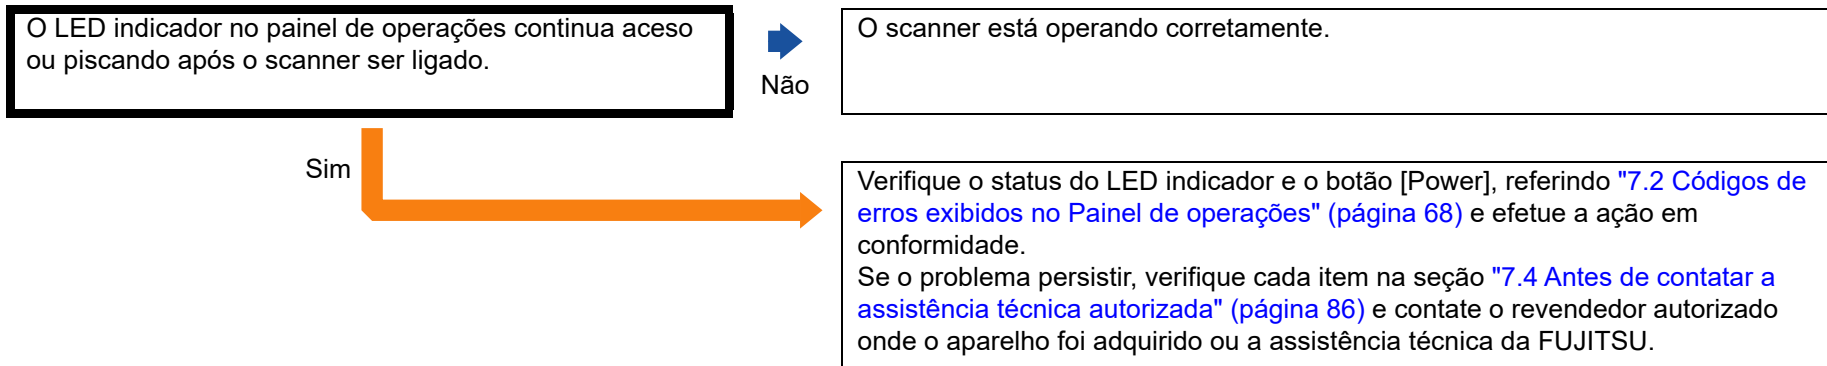 O LED indicador no painel de operações continua aceso
ou piscando após o scanner ser ligado.
Não
O scanner está operando corretamente.
Sim
Verifique o status do LED indicador e o botão [Power], referindo "7.2 Códigos de
erros exibidos no Painel de operações" (página 68) e efetue a ação em
conformidade.
Se o problema persistir, verifique cada item na seção "7.4 Antes de contatar a
assistência técnica autorizada" (página 86) e contate o revendedor autorizado
onde o aparelho foi adquirido ou a assistência técnica da FUJITSU.